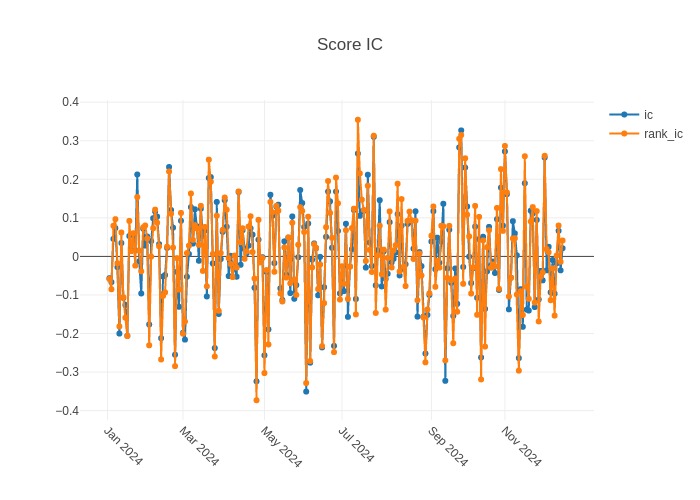 Score IC
0.4
0.3
0.2
0.1
0
−0.1
−0.2
−0.3
−0.4
Jan 2024
Mar 2024
May 2024
Jul 2024
Sep 2024
Nov 2024
ic
rank_ic